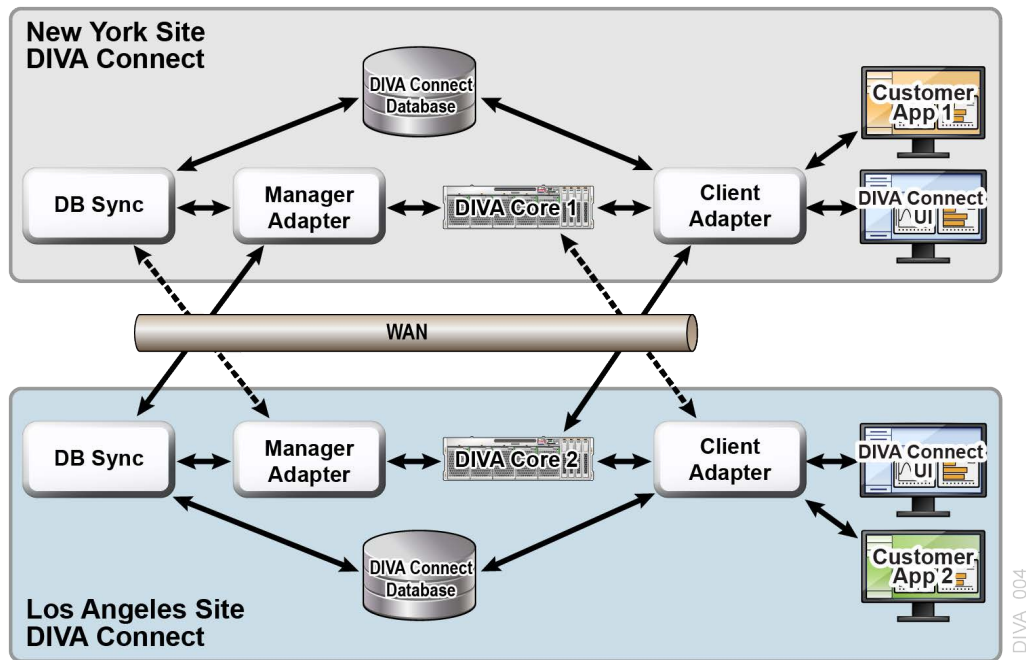 New York Site
DIVA Connect
DIVA Connect
Database
Customer
App 1
DB Sync
Manager
Adapter
DIVA Core 1
Client
Adapter
DIVA Connect
UI
WAN
DB Sync
Manager
Adapter
DIVA Core 2
Client
Adapter
DIVA Connect
UI
DIVA Connect
Database
Customer
App 2
Los Angeles Site
DIVA Connect
DIVA 004